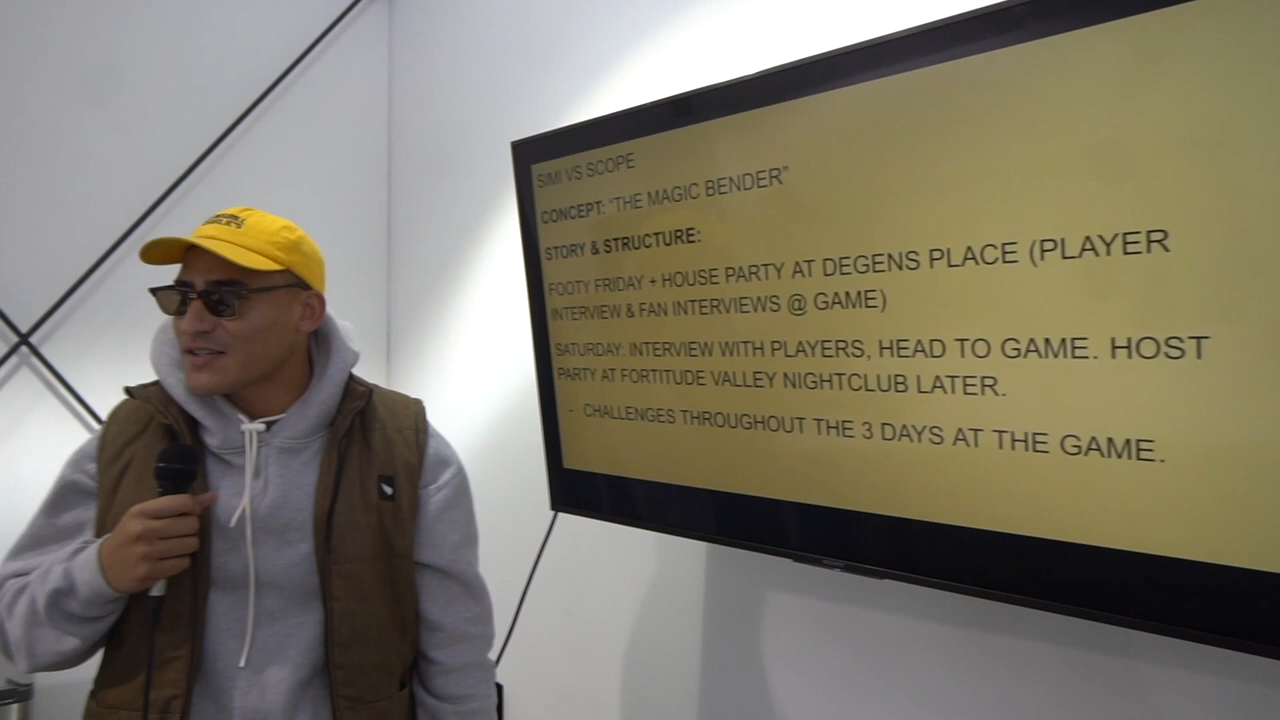 SIMI VS SCOPE
CONCEPT: “THE MAGIC BENDER”
STORY & STRUCTURE:
FOOTY FRIDAY + HOUSE PARTY AT DEGENS PLACE (PLAYER
INTERVIEW & FAN INTERVIEWS @ GAME)
SATURDAY: INTERVIEW WITH PLAYERS, HEAD TO GAME. HOST
PARTY AT FORTITUDE VALLEY NIGHTCLUB LATER.
- CHALLENGES THROUGHOUT THE 3 DAYS AT THE GAME.